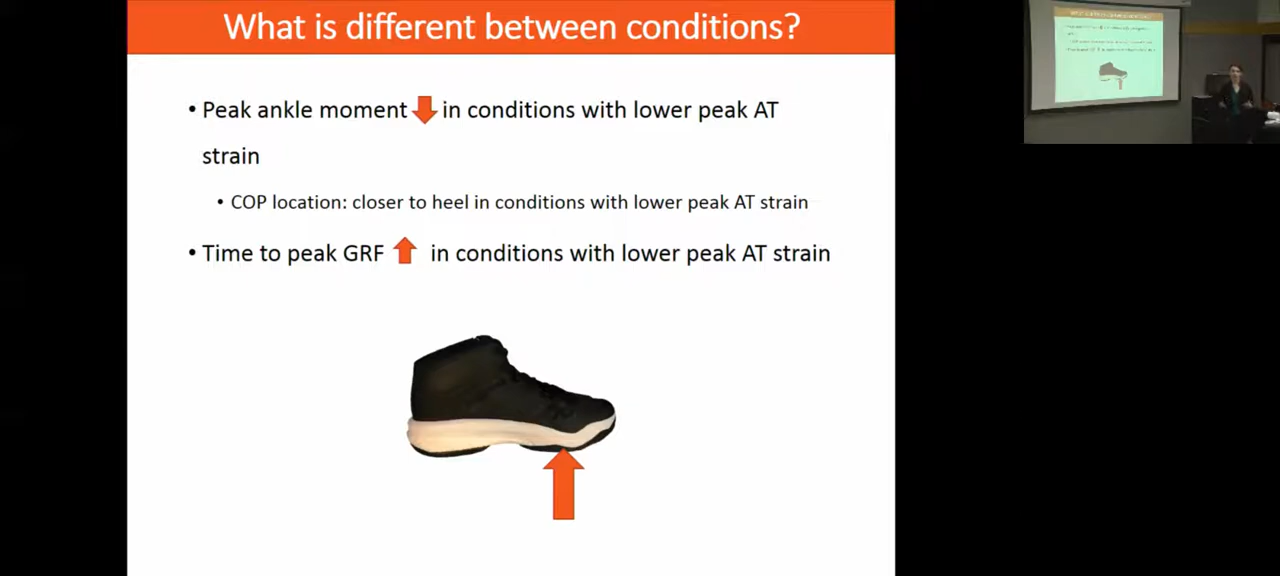 What is different between conditions?
• Peak ankle moment in conditions with lower peak AT
strain
• COP location: closer to heel in conditions with lower peak AT strain
• Time to peak GRF in conditions with lower peak AT strain